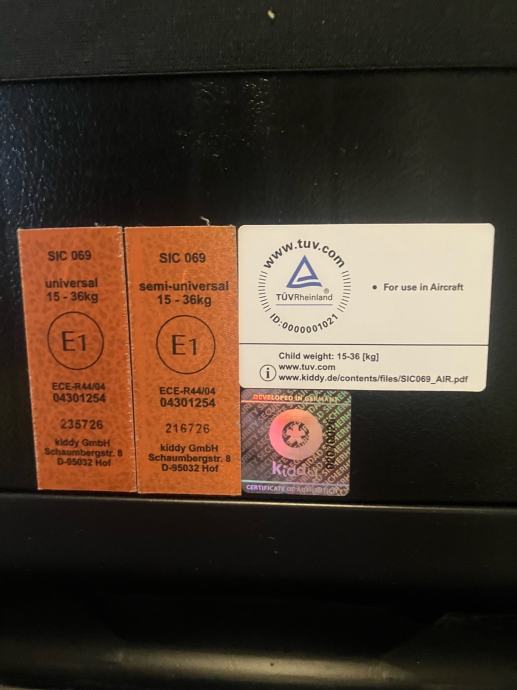 SIC 069
universal
15 - 36kg
E1
ECE-R44/04
04301254
235726
kiddy GmbH
Schaumbergstr. 8
D-95032 Hof
SIC 069
semi-universal
15 - 36kg
E1
ECE-R44/04
04301254
216726
kiddy GmbH
Schaumbergstr. 8
D-95032 Hof
www.tuv.com
TÜVRheinland
®
ID:0000001021
• For use in Aircraft
Child weight: 15-36 [kg]
www.tuv.com
i www.kiddy.de/contents/files/SIC069_AIR.pdf
DEVELOPED IN GERMANY
kiddy
CERTIFICATE OF AUTHENTICITY